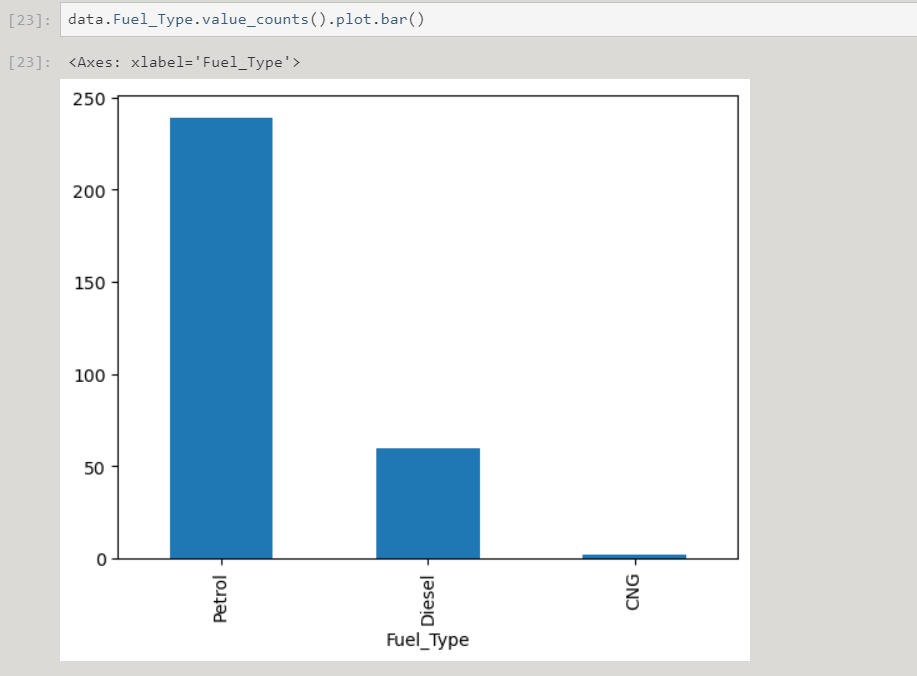 [23]: data.Fuel_Type.value_counts().plot.bar()
[23]: <Axes: xlabel='Fuel_Type'>
250
200
150
100
50
0
Petrol
Diesel
CNG
Fuel_Type